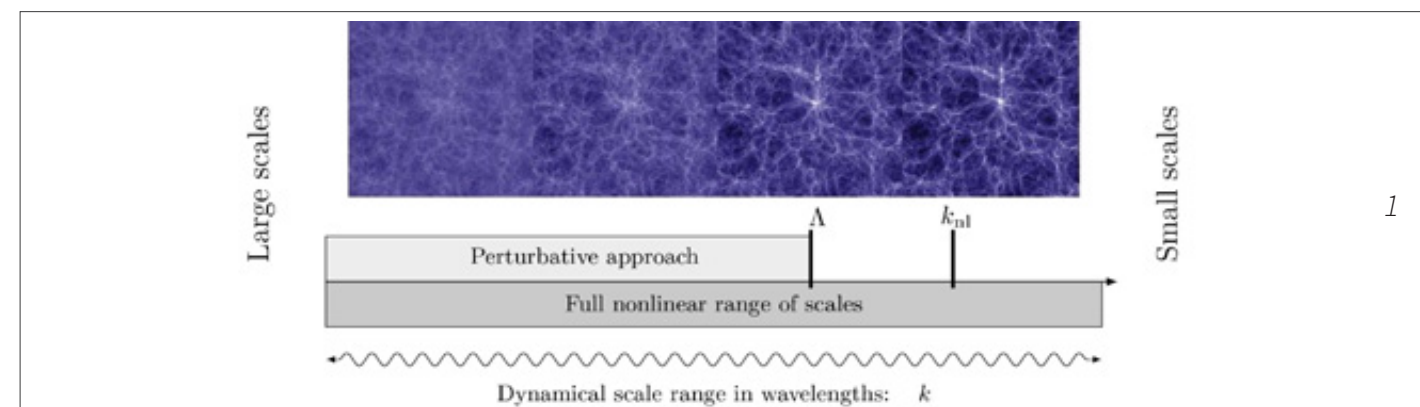 Large scales
Small scales
1
Λ
k_nl
Perturbative approach
Full nonlinear range of scales
Dynamical scale range in wavelengths: k